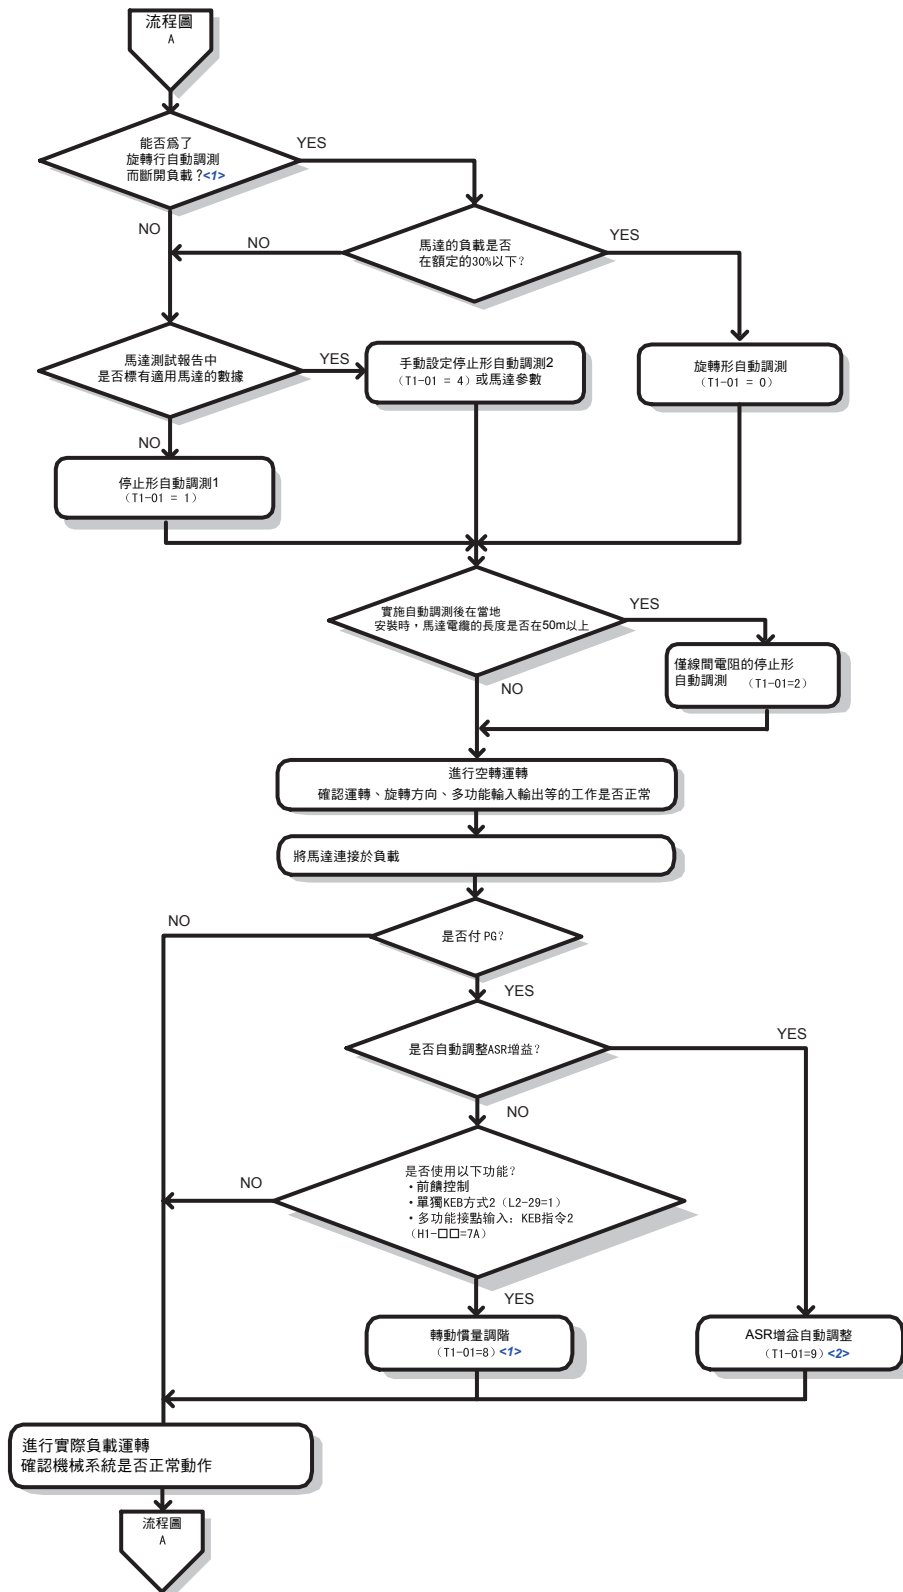 流程圖
A
能否為了
旋轉行自動調測
而斷開負載？<1>
YES
NO
馬達的負載是否
在額定的30%以下？
NO
YES
馬達測試報告中
是否標有適用馬達的數據
YES
NO
手動設定停止形自動調測2
（T1-01 = 4）或馬達參數
旋轉形自動調測
（T1-01 = 0）
停止形自動調測1
（T1-01 = 1）
實施自動調測後在當地
安裝時，馬達電纜的長度是否在50m以上
YES
NO
僅線間電阻的停止形
自動調測 （T1-01=2）
進行空轉運轉
確認運轉、旋轉方向、多功能輸入輸出等的工作是否正常
將馬達連接於負載
是否付 PG？
NO
YES
是否自動調整ASR增益？
YES
NO
是否使用以下功能？
・前饋控制
・單獨KEB方式2（L2-29=1）
・多功能接點输入：KEB指令2
（H1-□□=7A）
NO
YES
轉動慣量調階
（T1-01=8）<1>
ASR增益自動調整
（T1-01=9）<2>
進行實際負載運轉
確認機械系統是否正常動作
流程圖
A